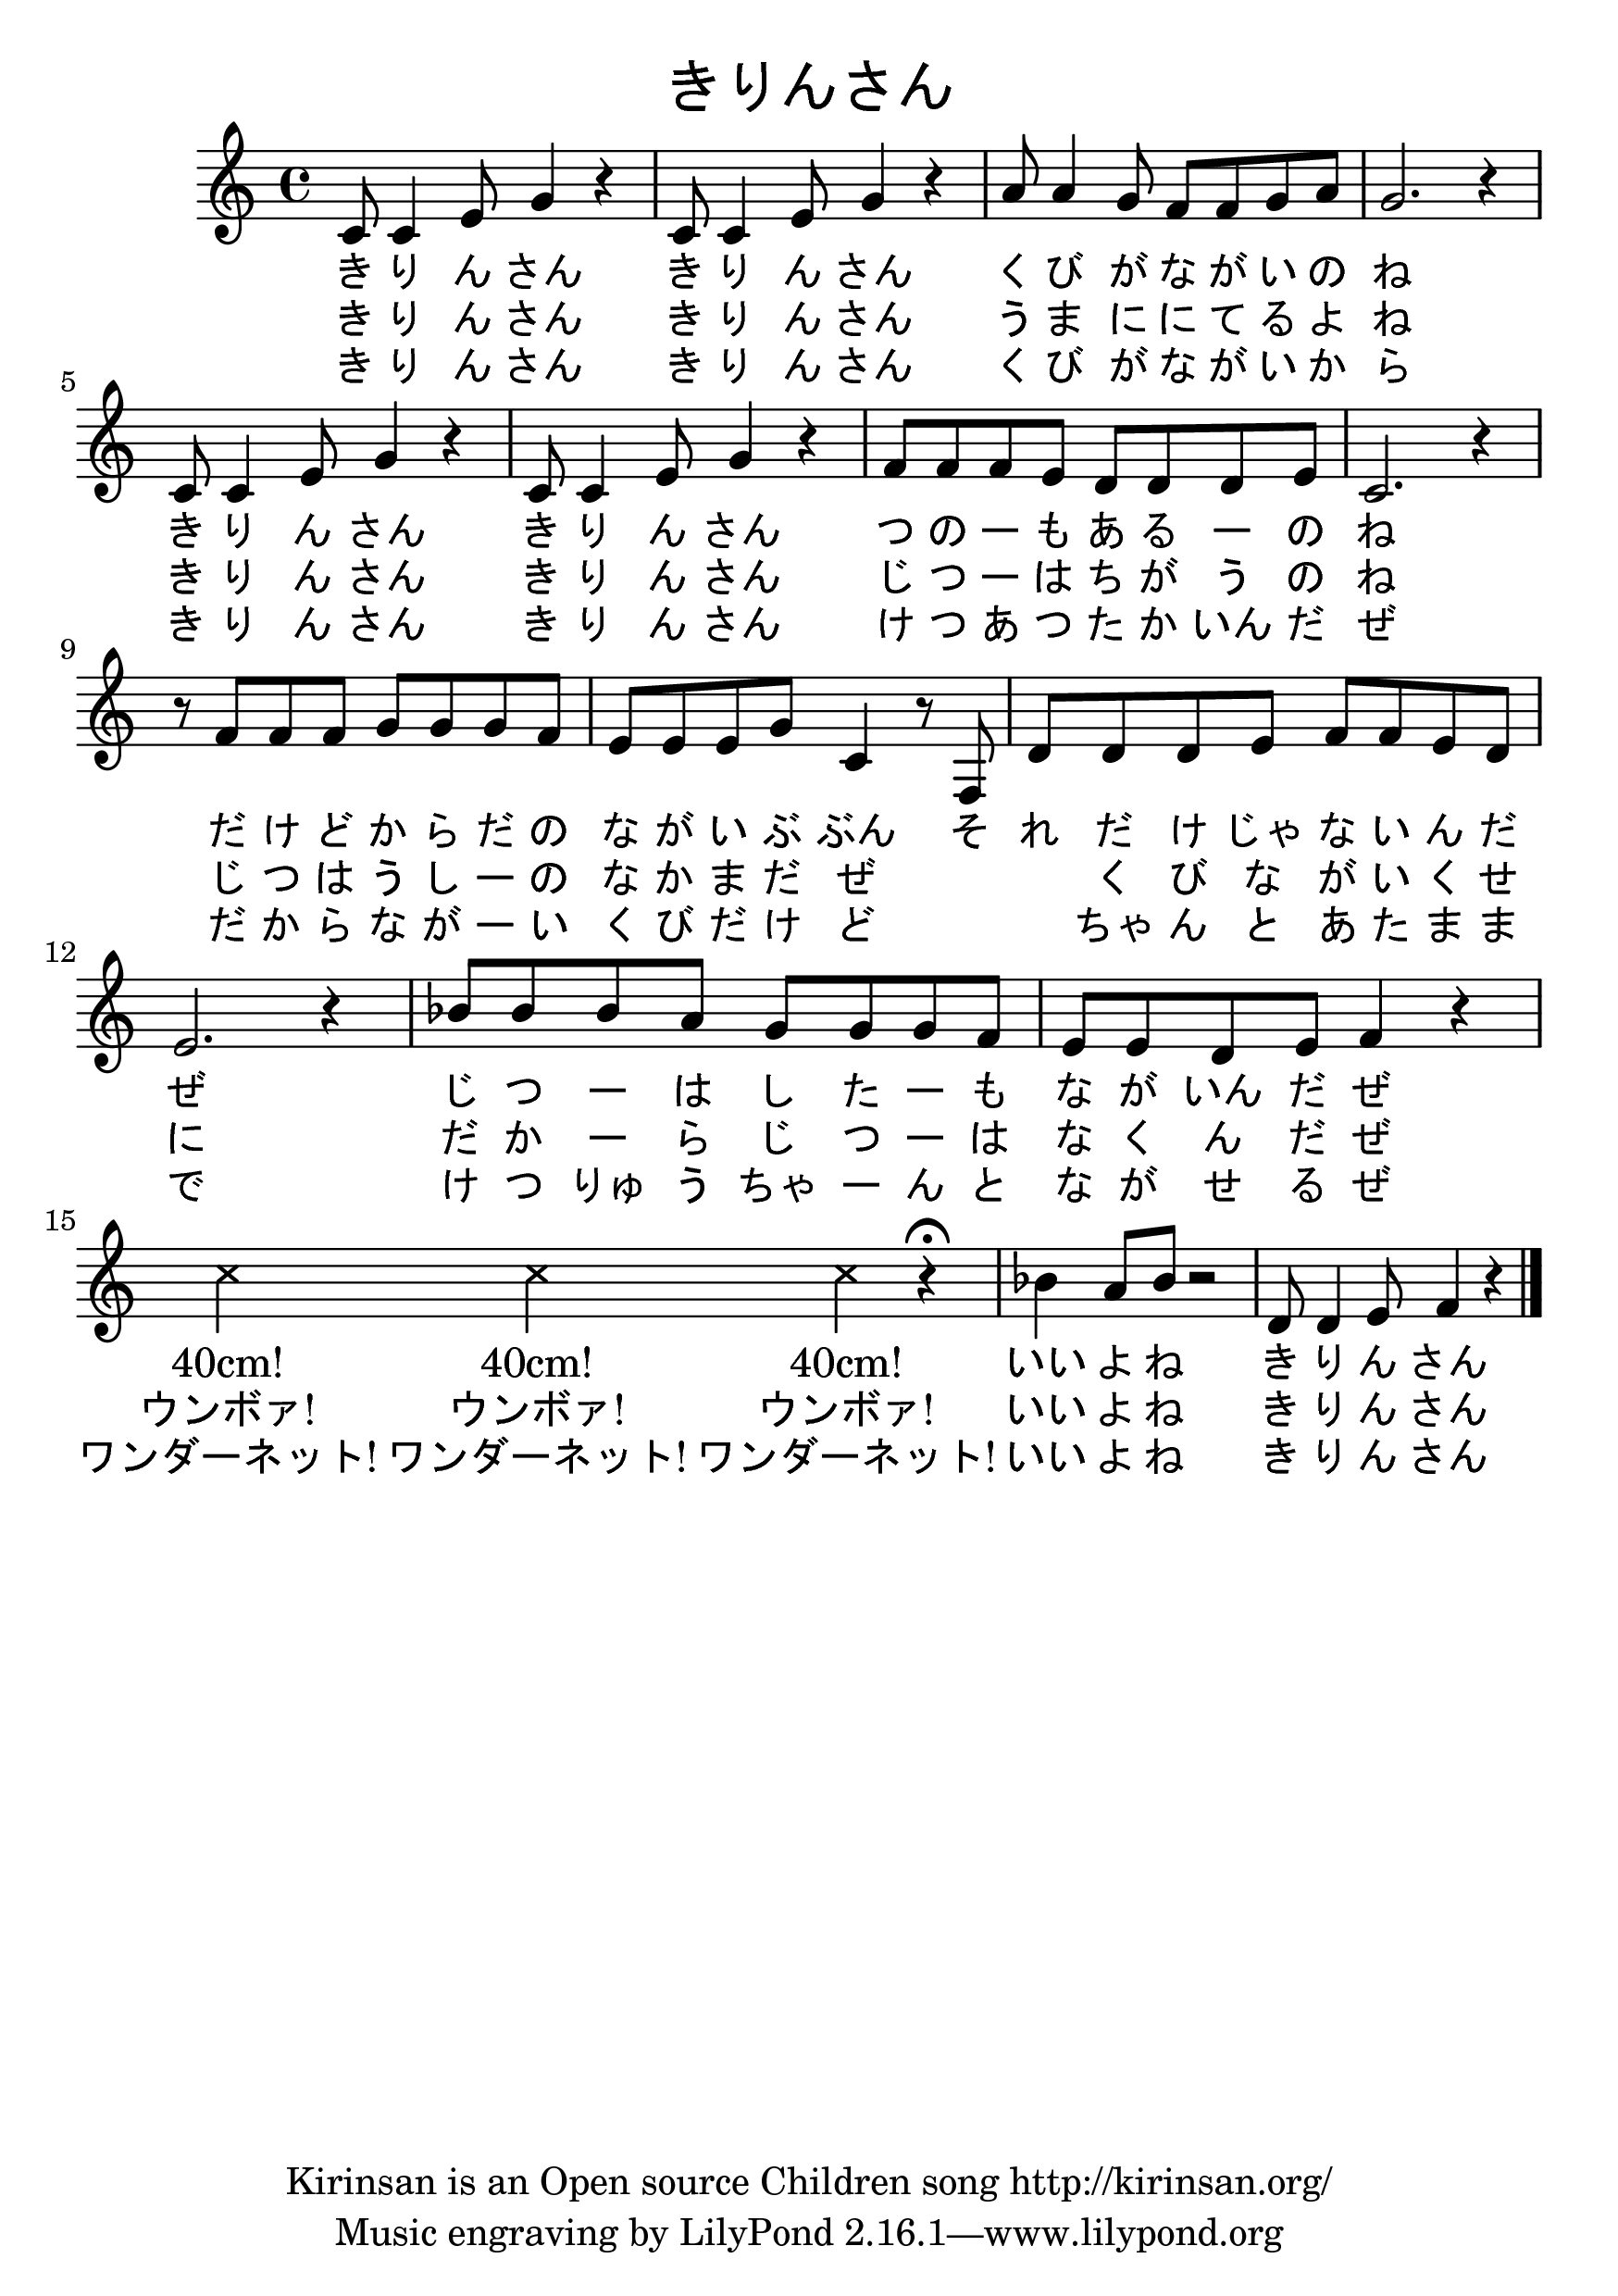 きりんさん
き り ん さん き り ん さん く び が な が い の ね
き り ん さん き り ん さん う ま に に て る よ ね
き り ん さん き り ん さん く び が な が い か ら
5
き り ん さん き り ん さん つ の ー も あ る ー の ね
き り ん さん き り ん さん じ つ ー は ち が う の ね
き り ん さん き り ん さん け つ あ つ た か いん だ ぜ
9
だ け ど か ら だ の な が い ぶ ぶん そ れ だ け じゃ な い ん だ
じ つ は う し ー の な か ま だ ぜ く び な が い く せ
だ か ら な が ー い く び だ け ど ちゃ ん と あ た ま ま
12
ぜ じ つ ー は し た ー も な が いん だ ぜ
に だ か ー ら じ つ ー は な く ん だ ぜ
で け つ りゅ う ちゃ ー ん と な が せ る ぜ
15
40cm! 40cm! 40cm! いい よ ね き り ん さん
ウンボァ! ウンボァ! ウンボァ! いい よ ね き り ん さん
ワンダーネット! ワンダーネット! ワンダーネット! いい よ ね き り ん さん
Kirinsan is an Open source Children song http://kirinsan.org/
Music engraving by LilyPond 2.16.1—www.lilypond.org